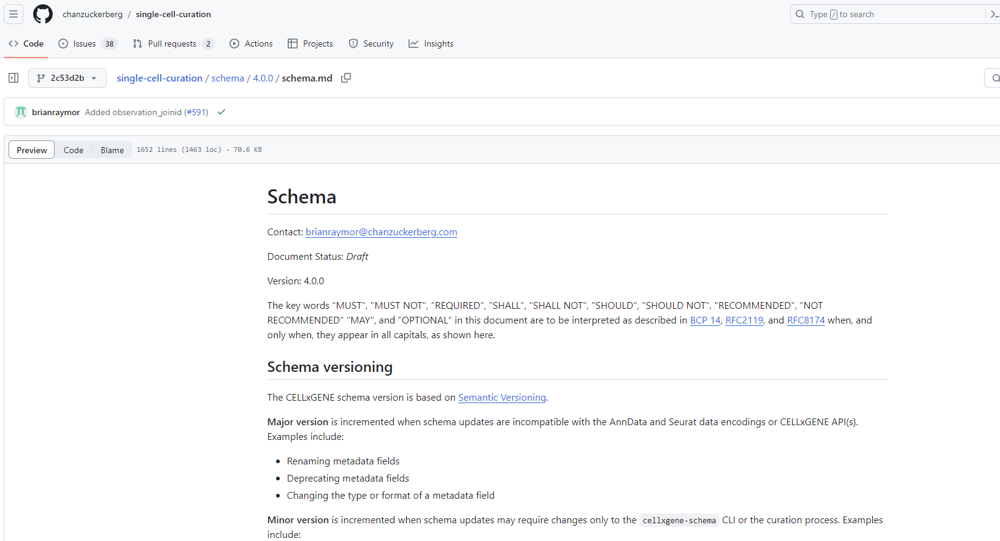 chanzuckerberg / single-cell-curation
Type / to search
Code
Issues 38
Pull requests 2
Actions
Projects
Security
Insights
2c53d2b
single-cell-curation / schema / 4.0.0 / schema.md
brianraymor Added observation_joinid (#591)
Preview
Code
Blame
1652 lines (1463 loc) · 70.6 KB
Schema
Contact: brianraymor@chanzuckerberg.com
Document Status: Draft
Version: 4.0.0
The key words "MUST", "MUST NOT", "REQUIRED", "SHALL", "SHALL NOT", "SHOULD", "SHOULD NOT", "RECOMMENDED", "NOT
RECOMMENDED" "MAY", and "OPTIONAL" in this document are to be interpreted as described in BCP 14, RFC2119, and RFC8174 when, and
only when, they appear in all capitals, as shown here.
Schema versioning
The CELLxGENE schema version is based on Semantic Versioning.
Major version is incremented when schema updates are incompatible with the AnnData and Seurat data encodings or CELLxGENE API(s).
Examples include:
• Renaming metadata fields
• Deprecating metadata fields
• Changing the type or format of a metadata field
Minor version is incremented when schema updates may require changes only to the cellxgene-schema CLI or the curation process. Examples
include: